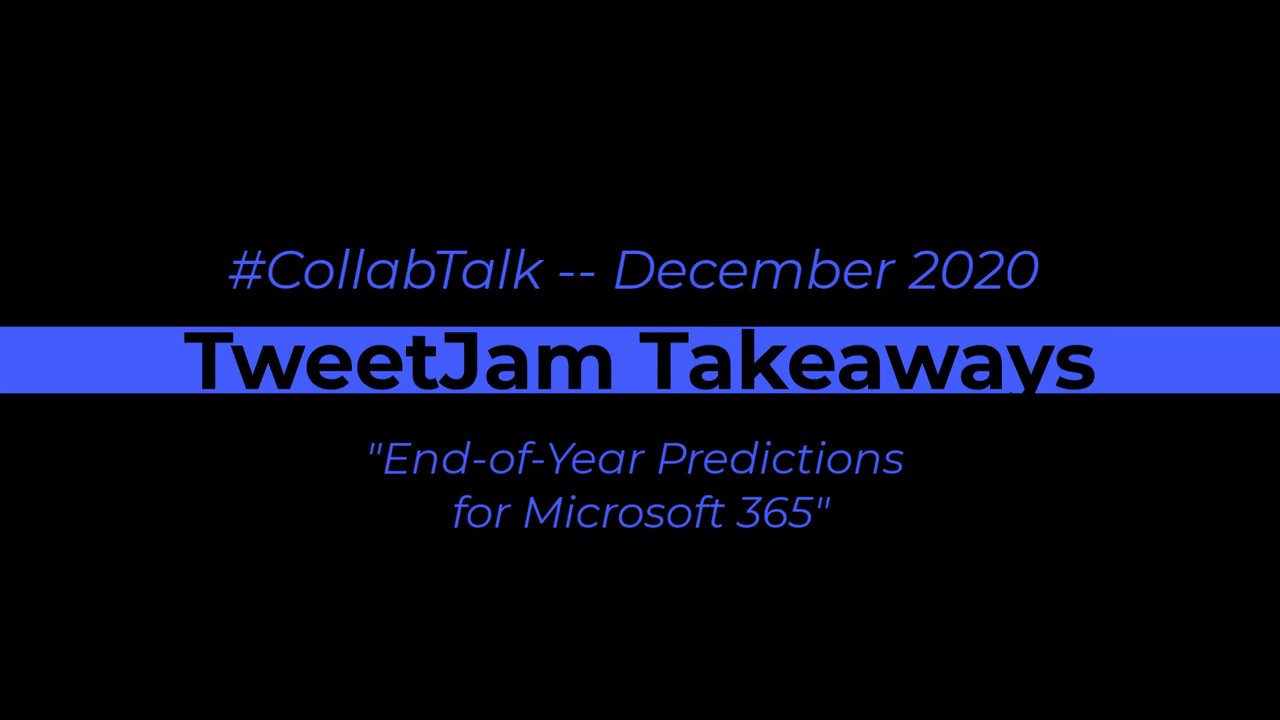 #CollabTalk -- December 2020
TweetJam Takeaways
"End-of-Year Predictions
for Microsoft 365"